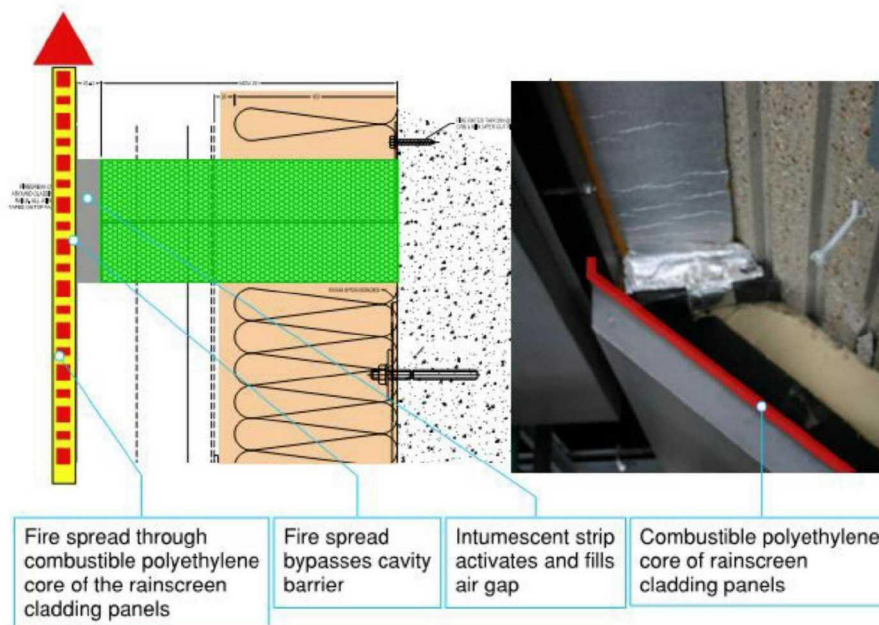 Fire spread through
combustible polyethylene
core of the rainscreen
cladding panels
Fire spread
bypasses cavity
barrier
Intumescent strip
activates and fills
air gap
Combustible polyethylene
core of rainscreen
cladding panels